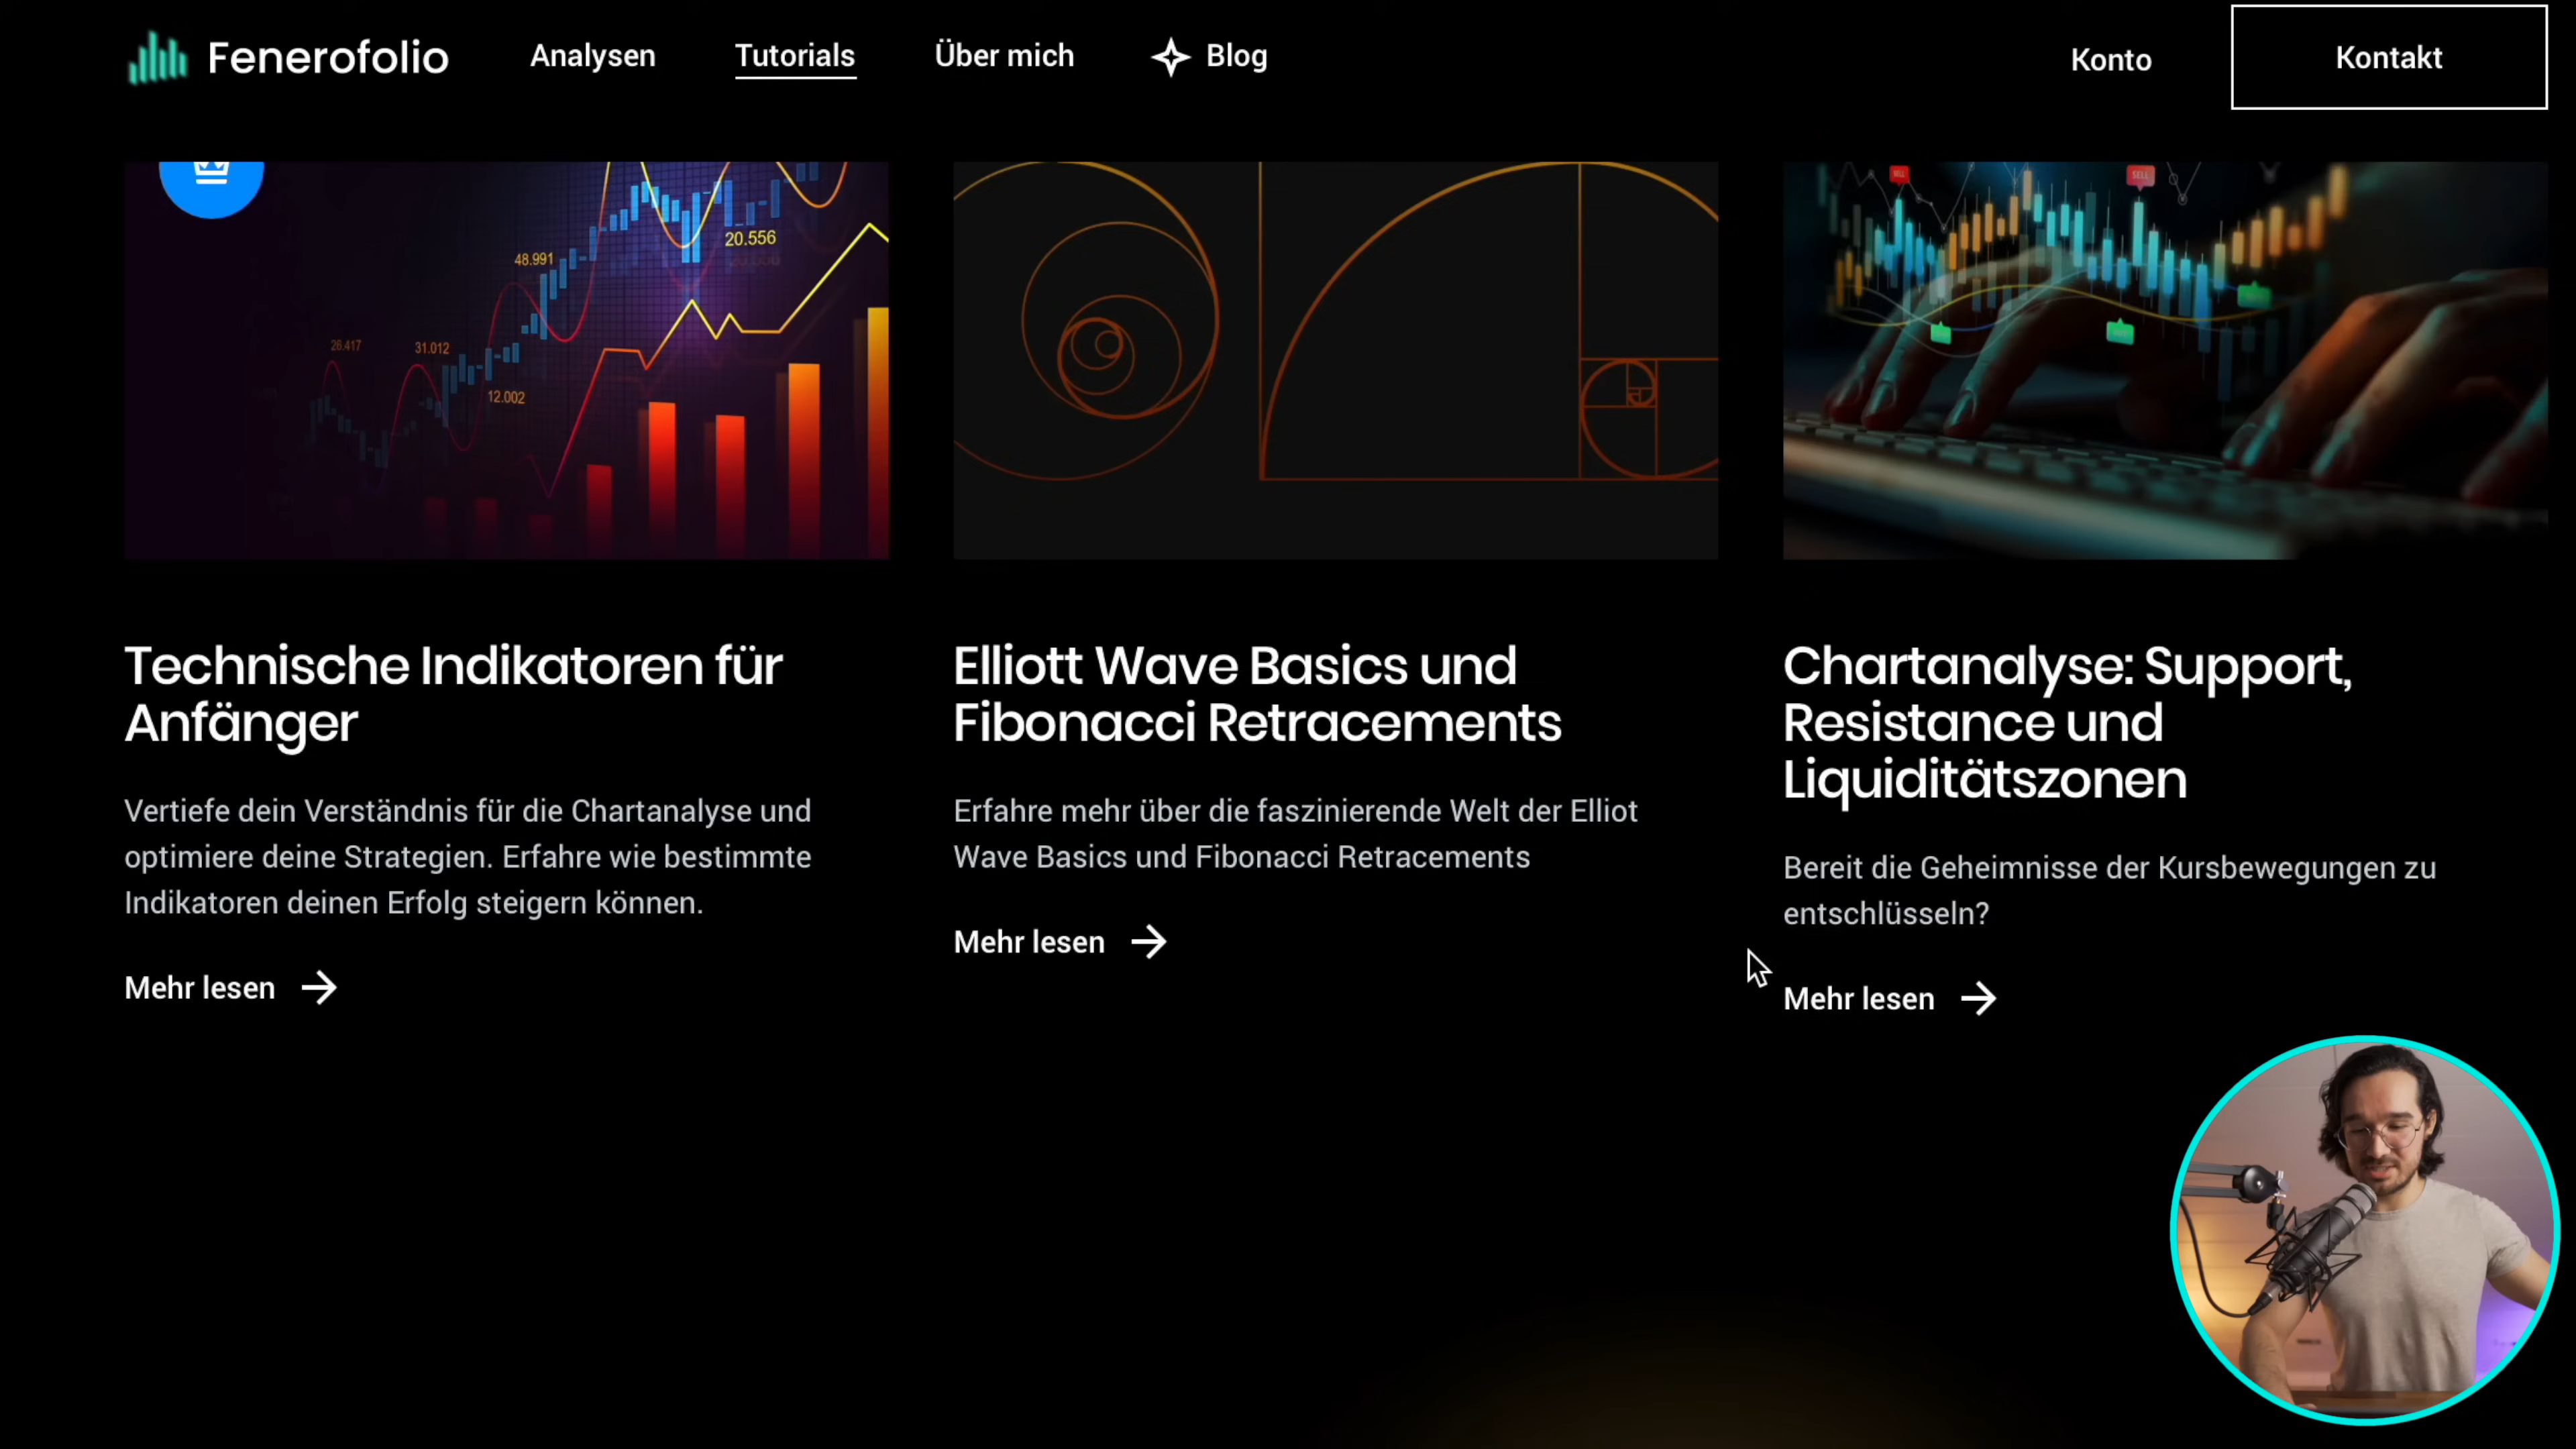 Fenerofolio
Analysen
Tutorials
Über mich
Blog
Konto
Kontakt
20.556
48.991
26.417
31.012
12.002
SELL
SELL
Technische Indikatoren für
Anfänger
Vertiefe dein Verständnis für die Chartanalyse und
optimiere deine Strategien. Erfahre wie bestimmte
Indikatoren deinen Erfolg steigern können.
Mehr lesen
Elliott Wave Basics und
Fibonacci Retracements
Erfahre mehr über die faszinierende Welt der Elliot
Wave Basics und Fibonacci Retracements
Mehr lesen
Chartanalyse: Support,
Resistance und
Liquiditätszonen
Bereit die Geheimnisse der Kursbewegungen zu
entschlüsseln?
Mehr lesen